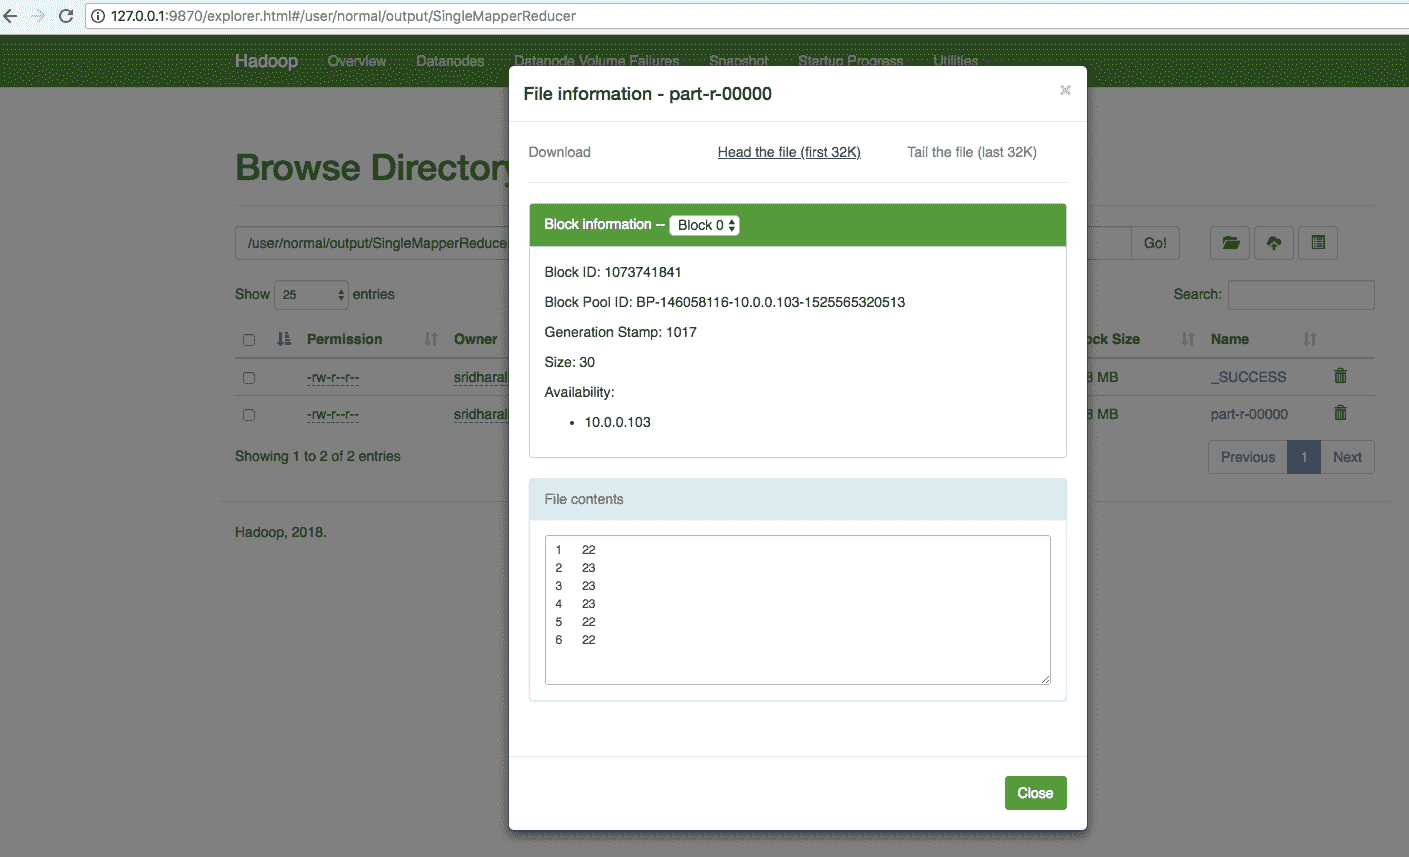 127.0.0.1:9870/explorer.html#/user/normal/output/SingleMapperReducer
Hadoop Overview Datanodes Datanode Volume Failures Snapshot Startup Progress Utilities
File information - part-r-00000 ×
Download Head the file (first 32K) Tail the file (last 32K)
Browse Directory
Block information -- Block 0
/user/normal/output/SingleMapperReduce Go!
Block ID: 1073741841
Show 25 entries Search:
Block Pool ID: BP-146058116-10.0.0.103-1525565320513
Generation Stamp: 1017
Permission Owner Size Name
Size: 30
-rw-r--r-- sridharal MB _SUCCESS
Availability:
-rw-r--r-- sridharal MB part-r-00000
• 10.0.0.103
Showing 1 to 2 of 2 entries Previous 1 Next
File contents
Hadoop, 2018.
1 22
2 23
3 23
4 23
5 22
6 22
Close